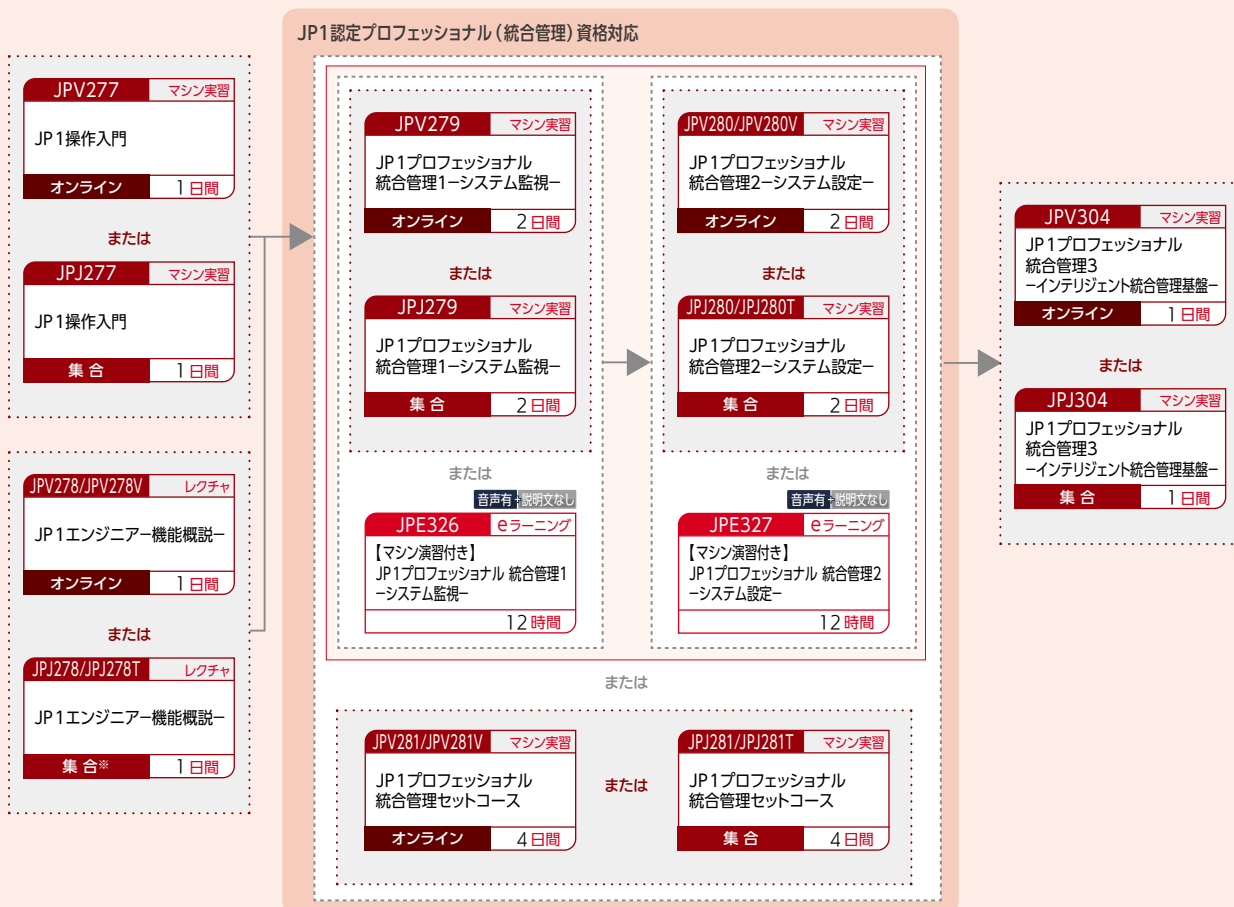 JP1認定プロフェッショナル（統合管理）資格対応
JPV277
マシン実習
JP1操作入門
オンライン
1日間
または
JPJ277
マシン実習
JP1操作入門
集合
1日間
JPV278/JPV278V
レクチャ
JP1エンジニアー機能概説ー
オンライン
1日間
または
JPJ278/JPJ278T
レクチャ
JP1エンジニアー機能概説ー
集合※
1日間
JPV279
マシン実習
JP1プロフェッショナル
統合管理1ーシステム監視ー
オンライン
2日間
または
JPJ279
マシン実習
JP1プロフェッショナル
統合管理1ーシステム監視ー
集合
2日間
または
音声有+説明文なし
JPE326
eラーニング
【マシン演習付き】
JP1プロフェッショナル 統合管理1
ーシステム監視ー
12時間
JPV280/JPV280V
マシン実習
JP1プロフェッショナル
統合管理2ーシステム設定ー
オンライン
2日間
または
JPJ280/JPJ280T
マシン実習
JP1プロフェッショナル
統合管理2ーシステム設定ー
集合
2日間
または
音声有+説明文なし
JPE327
eラーニング
【マシン演習付き】
JP1プロフェッショナル 統合管理2
ーシステム設定ー
12時間
または
JPV281/JPV281V
マシン実習
JP1プロフェッショナル
統合管理セットコース
オンライン
4日間
または
JPJ281/JPJ281T
マシン実習
JP1プロフェッショナル
統合管理セットコース
集合
4日間
JPV304
マシン実習
JP1プロフェッショナル
統合管理3
ーインテリジェント統合管理基盤ー
オンライン
1日間
または
JPJ304
マシン実習
JP1プロフェッショナル
統合管理3
ーインテリジェント統合管理基盤ー
集合
1日間